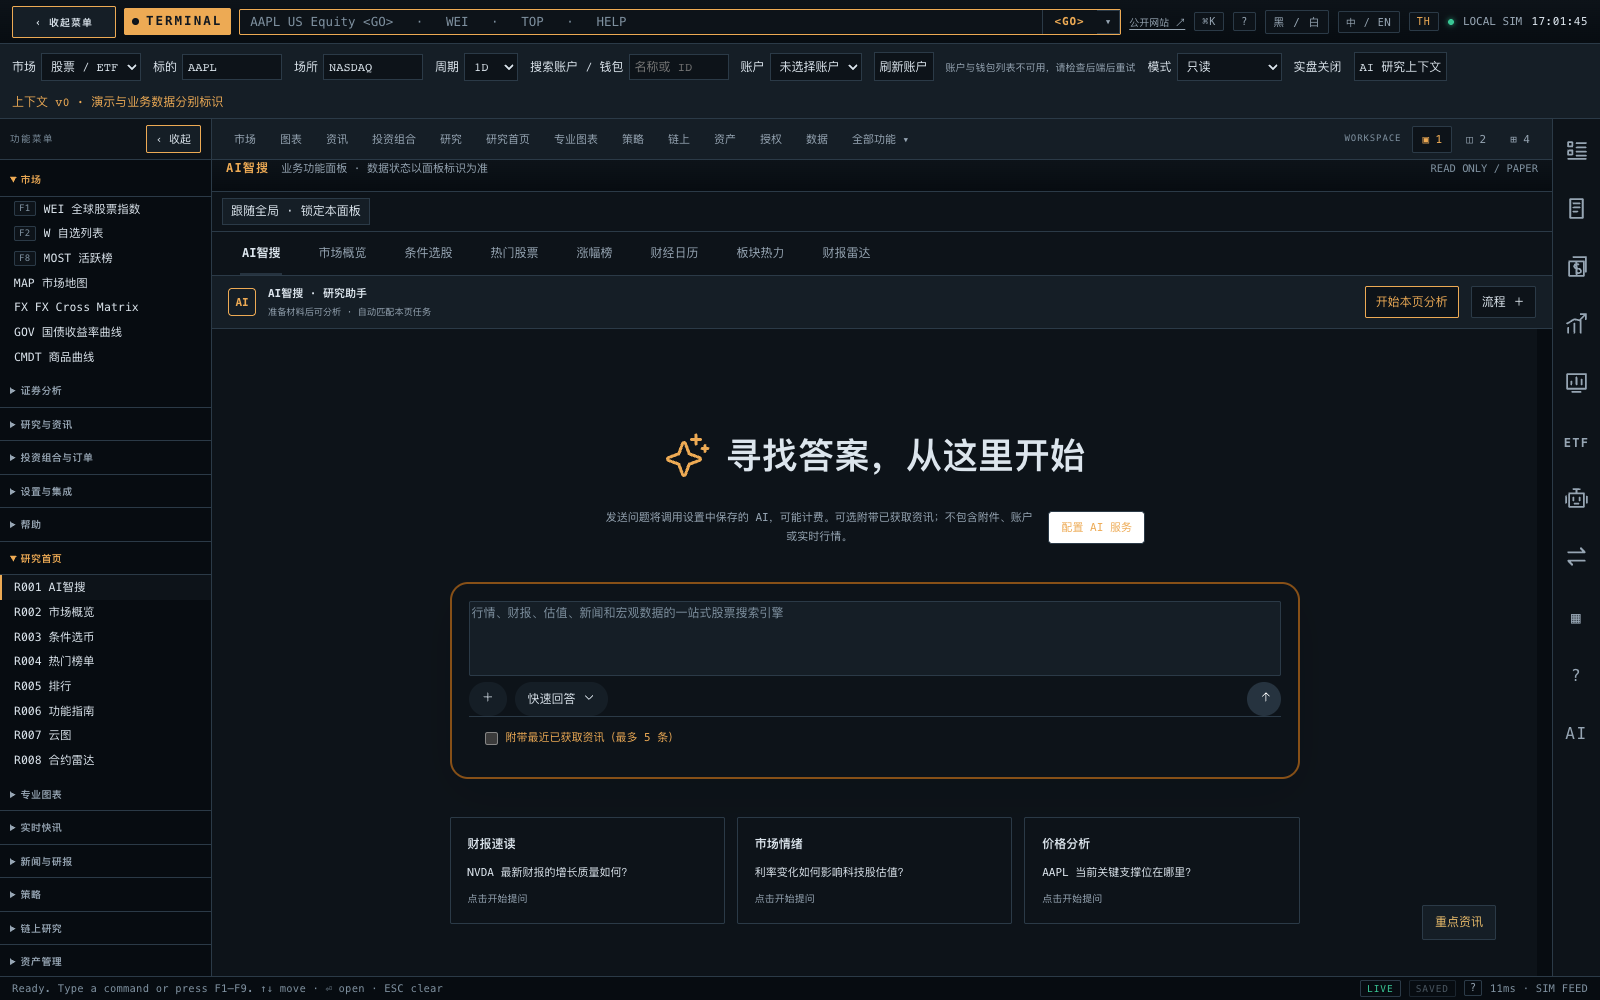 ‹ 收起菜单
TERMINAL
AAPL US Equity <GO> · WEI · TOP · HELP
<GO> ▾
公开网站 ↗
⌘K
?
黑 / 白
中 / EN
TH
LOCAL SIM 17:01:45
市场 股票 / ETF 标的 AAPL 场所 NASDAQ 周期 1D 搜索账户 / 钱包 名称或 ID 账户 未选择账户 刷新账户 账户与钱包列表不可用，请检查后端后重试 模式 只读 实盘关闭 AI 研究上下文
上下文 v0 · 演示与业务数据分别标识
功能菜单 ‹ 收起
市场 图表 资讯 投资组合 研究 研究首页 专业图表 策略 链上 资产 授权 数据 全部功能 ▾
WORKSPACE ▣ 1 ◫ 2 ⊞ 4
▼ 市场
F1 WEI 全球股票指数
F2 W 自选列表
F8 MOST 活跃榜
MAP 市场地图
FX FX Cross Matrix
GOV 国债收益率曲线
CMDT 商品曲线
▶ 证券分析
▶ 研究与资讯
▶ 投资组合与订单
▶ 设置与集成
▶ 帮助
▼ 研究首页
R001 AI智搜
R002 市场概览
R003 条件选币
R004 热门榜单
R005 排行
R006 功能指南
R007 云图
R008 合约雷达
▶ 专业图表
▶ 实时快讯
▶ 新闻与研报
▶ 策略
▶ 链上研究
▶ 资产管理
AI智搜 业务功能面板 · 数据状态以面板标识为准
READ ONLY / PAPER
跟随全局 · 锁定本面板
AI智搜 市场概览 条件选股 热门股票 涨幅榜 财经日历 板块热力 财报雷达
AI
AI智搜 · 研究助手
准备材料后可分析 · 自动匹配本页任务
开始本页分析
流程 +
寻找答案，从这里开始
发送问题将调用设置中保存的 AI，可能计费。可选附带已获取资讯；不包含附件、账户
或实时行情。
配置 AI 服务
行情、财报、估值、新闻和宏观数据的一站式股票搜索引擎
+
快速回答
↑
附带最近已获取资讯（最多 5 条）
财报速读
NVDA 最新财报的增长质量如何？
点击开始提问
市场情绪
利率变化如何影响科技股估值？
点击开始提问
价格分析
AAPL 当前关键支撑位在哪里？
点击开始提问
重点资讯
ETF
▦
?
AI
Ready. Type a command or press F1–F9. ↑↓ move · ⏎ open · ESC clear
LIVE SAVED ? 11ms · SIM FEED